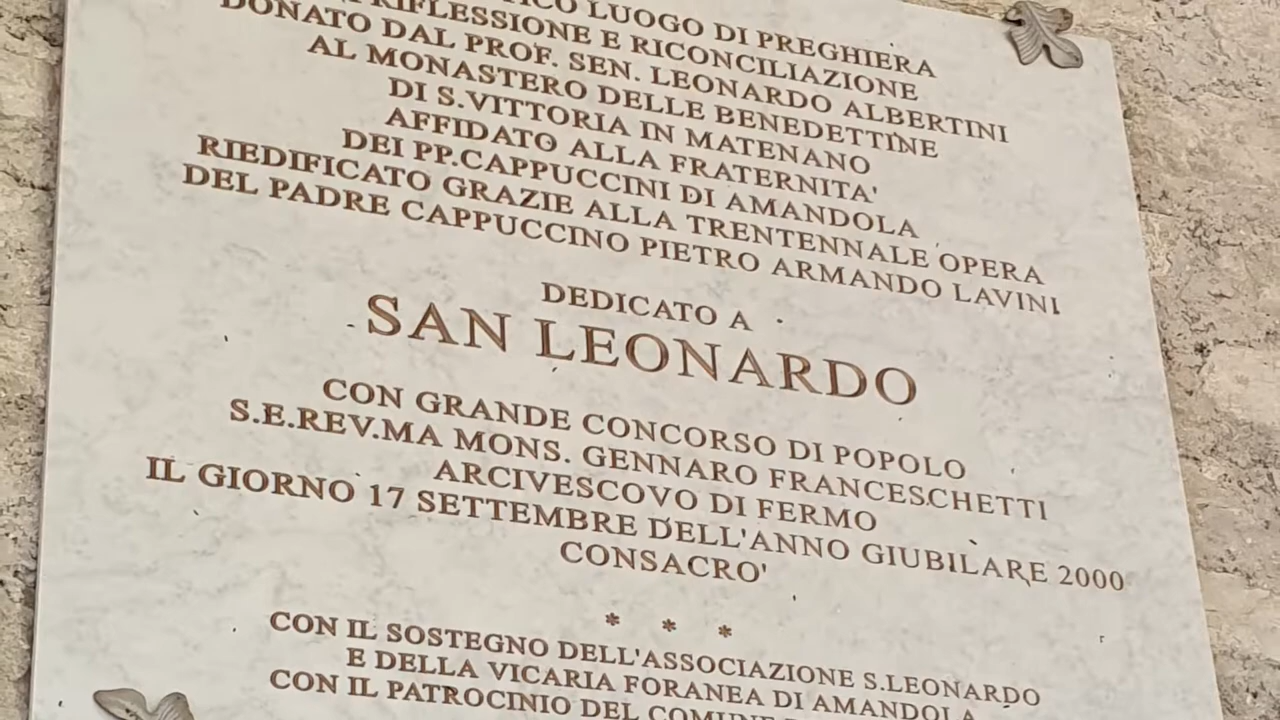 LUOGO DI PREGHIERA
RIFLESSIONE E RICONCILIAZIONE
DONATO DAL PROF. SEN. LEONARDO ALBERTINI
AL MONASTERO DELLE BENEDETTINE
DI S.VITTORIA IN MATENANO
AFFIDATO ALLA FRATERNITA'
DEI PP.CAPPUCCINI DI AMANDOLA
RIEDIFICATO GRAZIE ALLA TRENTENNALE OPERA
DEL PADRE CAPPUCCINO PIETRO ARMANDO LAVINI
DEDICATO A
SAN LEONARDO
CON GRANDE CONCORSO DI POPOLO
S.E.REV.MA MONS. GENNARO FRANCESCHETTI
ARCIVESCOVO DI FERMO
IL GIORNO 17 SETTEMBRE DELL'ANNO GIUBILARE 2000
CONSACRO'
* * *
CON IL SOSTEGNO DELL'ASSOCIAZIONE S.LEONARDO
E DELLA VICARIA FORANEA DI AMANDOLA
CON IL PATROCINIO DEL COMUNE